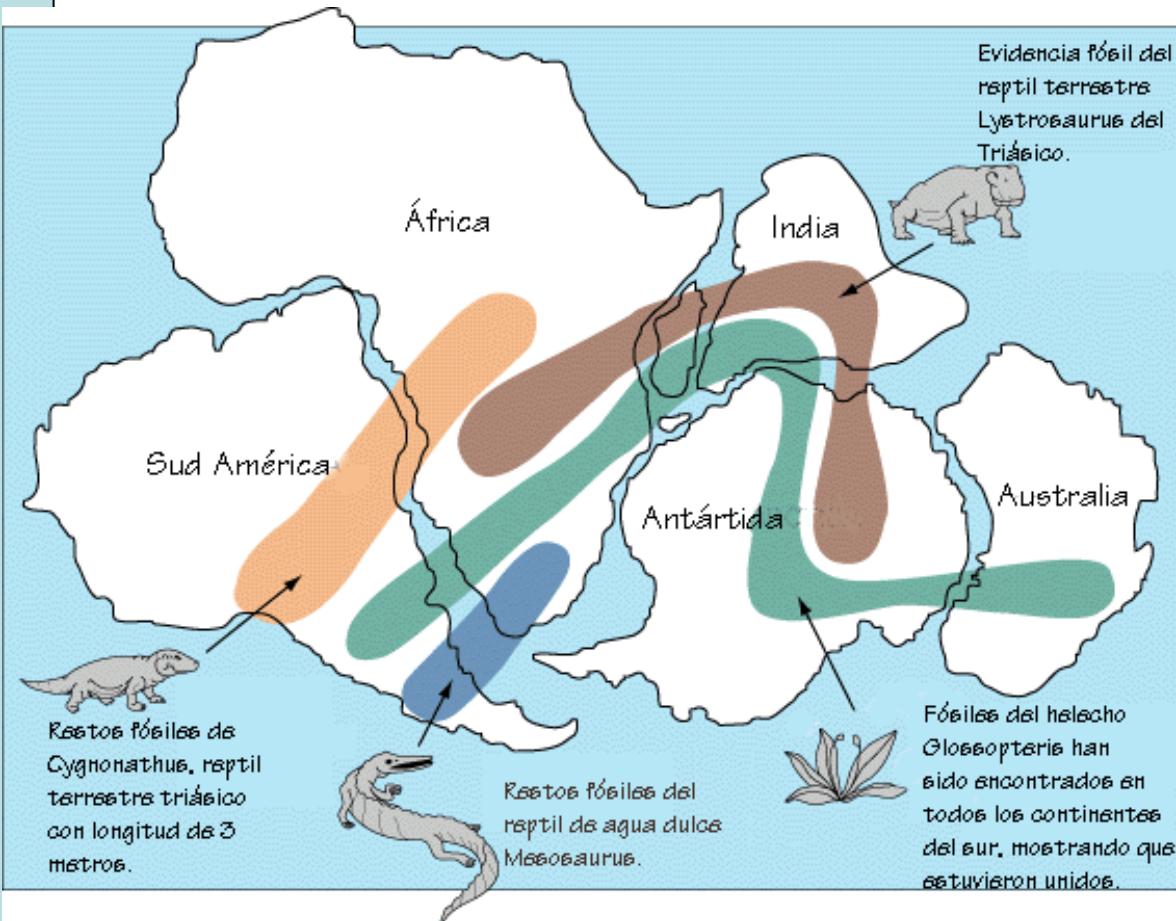 Evidencia fósil del
reptil terrestre
Lystrosaurus del
Triásico.
África
India
Sud América
Antártida
Australia
Restos fósiles de
Cygnonathus, reptil
terrestre triásico
con longitud de 3
metros.
Restos fósiles del
reptil de agua dulce
Mesosaurus.
Fósiles del helecho
Glossopteris han
sido encontrados en
todos los continentes
del sur, mostrando que
estuvieron unidos.